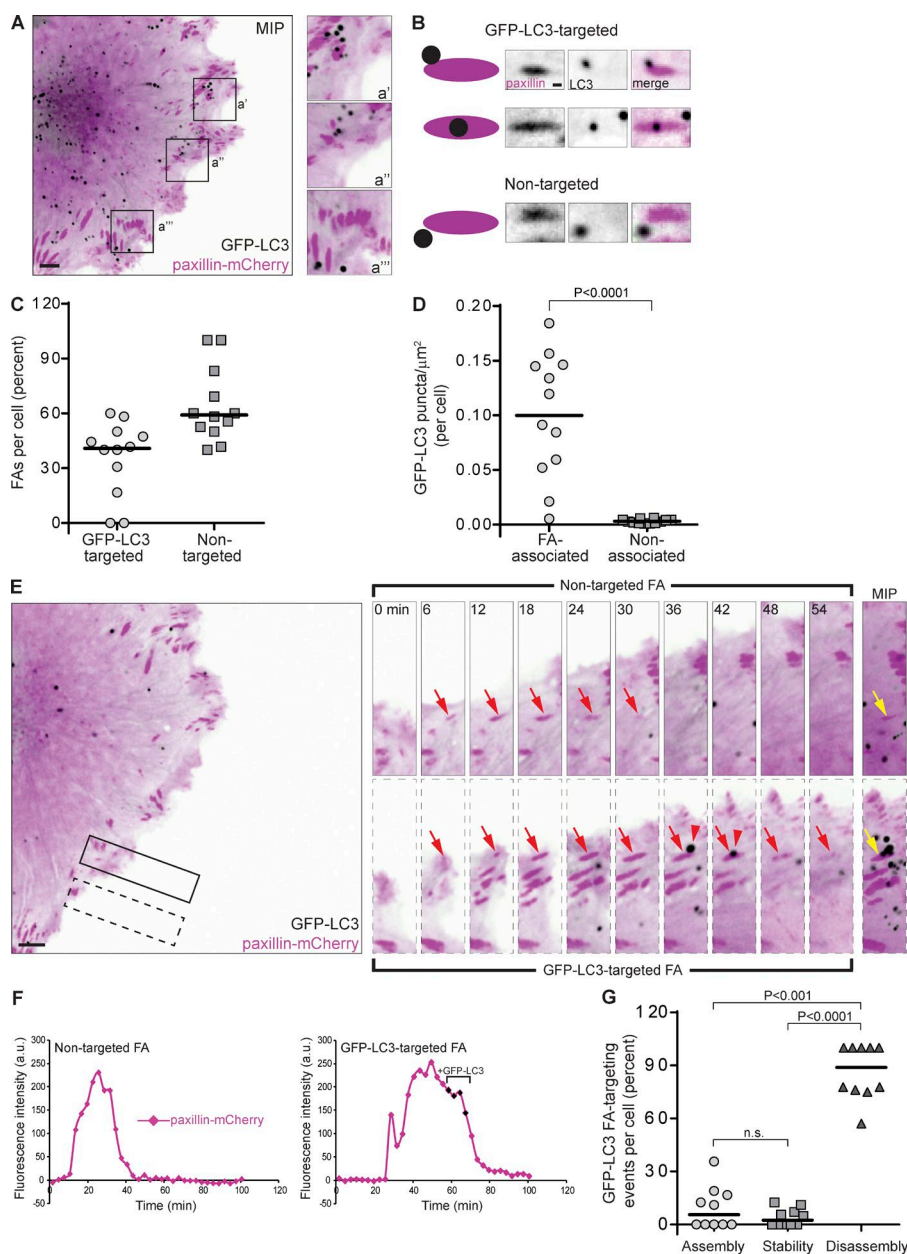 A
MIP
a'
a''
a'''
GFP-LC3
paxillin-mCherry
a'
a''
a'''
B
GFP-LC3-targeted
paxillin
LC3
merge
Non-targeted
C
FAs per cell (percent)
120
90
60
30
0
GFP-LC3
targeted
Non-
targeted
D
P<0.0001
GFP-LC3 puncta/µm²
(per cell)
0.20
0.15
0.10
0.05
0.00
FA-
associated
Non-
associated
E
GFP-LC3
paxillin-mCherry
Non-targeted FA
MIP
0 min 6 12 18 24 30 36 42 48 54
GFP-LC3-targeted FA
F
Non-targeted FA
Fluorescence intensity (a.u.)
300
250
200
150
100
50
0
50
0 20 40 60 80 100 120
Time (min)
paxillin-mCherry
GFP-LC3-targeted FA
+GFP-LC3
Fluorescence intensity (a.u.)
300
250
200
150
100
50
0
50
0 20 40 60 80 100 120
Time (min)
G
P<0.001
P<0.0001
n.s.
GFP-LC3 FA-targeting
events per cell (percent)
120
90
60
30
0
Assembly Stability Disassembly